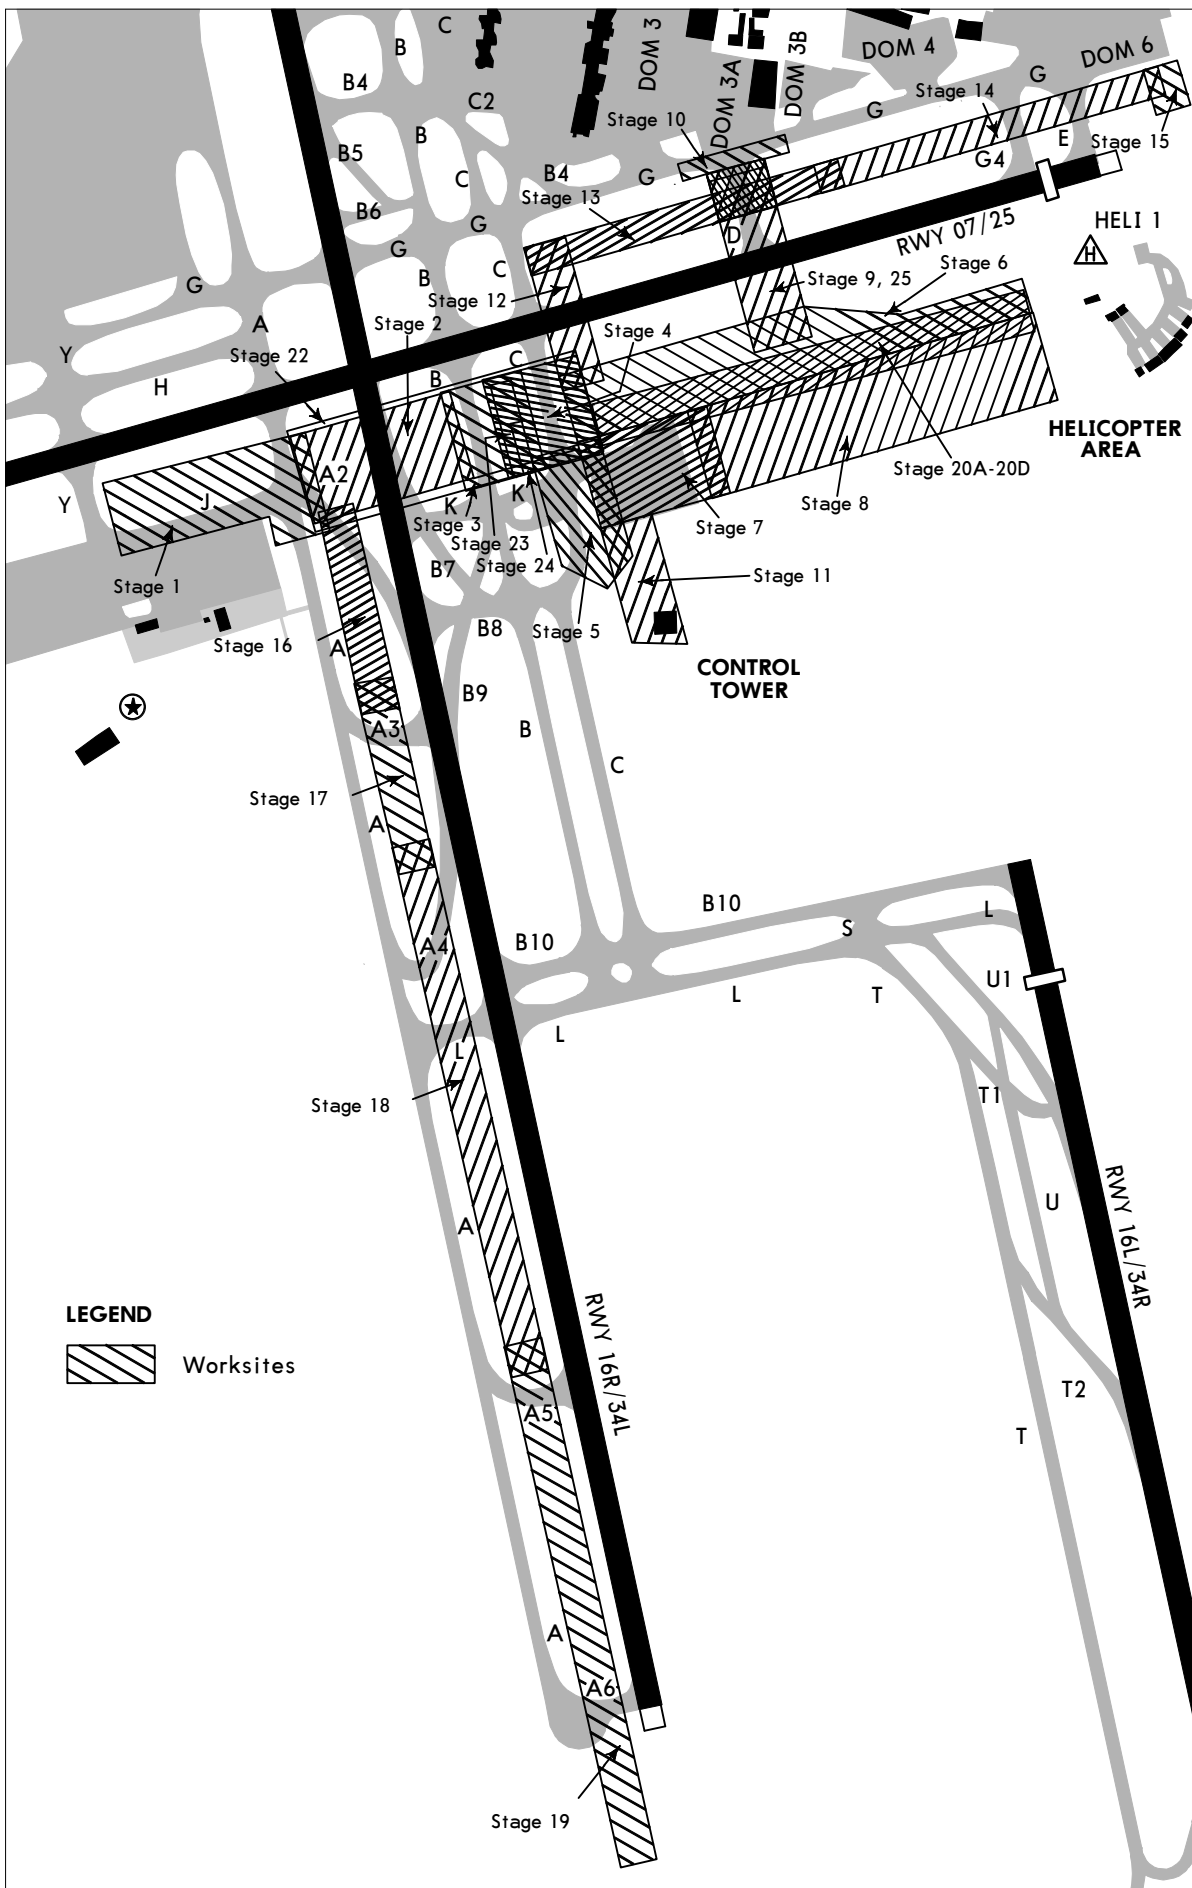 C
B
B4
C2
DOM 3
DOM 3A
DOM 3B
DOM 4
DOM 6
G
Stage 14
G
Stage 10
B
B5
C
B4
G
G4
E
Stage 15
B6
Stage 13
G
G
C
B
D
RWY 07/25
HELI 1
H
Stage 6
Stage 9, 25
G
Stage 12
A
Stage 2
Stage 4
Y
Stage 22
C
H
B
HELICOPTER
AREA
A2
Stage 20A-20D
Y
J
K
K
Stage 3
Stage 8
Stage 7
Stage 23
Stage 24
B7
Stage 1
Stage 11
B8
Stage 5
Stage 16
A
CONTROL
TOWER
B9
A3
B
C
Stage 17
A
B10
L
S
A4
B10
U1
L
T
L
L
Stage 18
T1
A
U
RWY 16L/34R
LEGEND
Worksites
RWY 16R/34L
T2
A5
T
A
A6
Stage 19